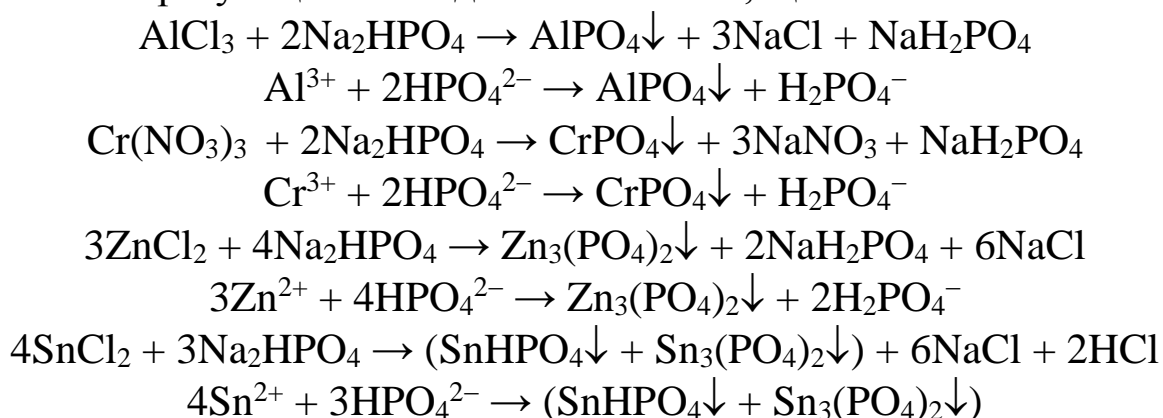 AlCl₃ + 2Na₂HPO₄ → AlPO₄↓ + 3NaCl + NaH₂PO₄
Al³⁺ + 2HPO₄²⁻ → AlPO₄↓ + H₂PO₄⁻
Cr(NO₃)₃ + 2Na₂HPO₄ → CrPO₄↓ + 3NaNO₃ + NaH₂PO₄
Cr³⁺ + 2HPO₄²⁻ → CrPO₄↓ + H₂PO₄⁻
3ZnCl₂ + 4Na₂HPO₄ → Zn₃(PO₄)₂↓ + 2NaH₂PO₄ + 6NaCl
3Zn²⁺ + 4HPO₄²⁻ → Zn₃(PO₄)₂↓ + 2H₂PO₄⁻
4SnCl₂ + 3Na₂HPO₄ → (SnHPO₄↓ + Sn₃(PO₄)₂↓) + 6NaCl + 2HCl
4Sn²⁺ + 3HPO₄²⁻ → (SnHPO₄↓ + Sn₃(PO₄)₂↓)